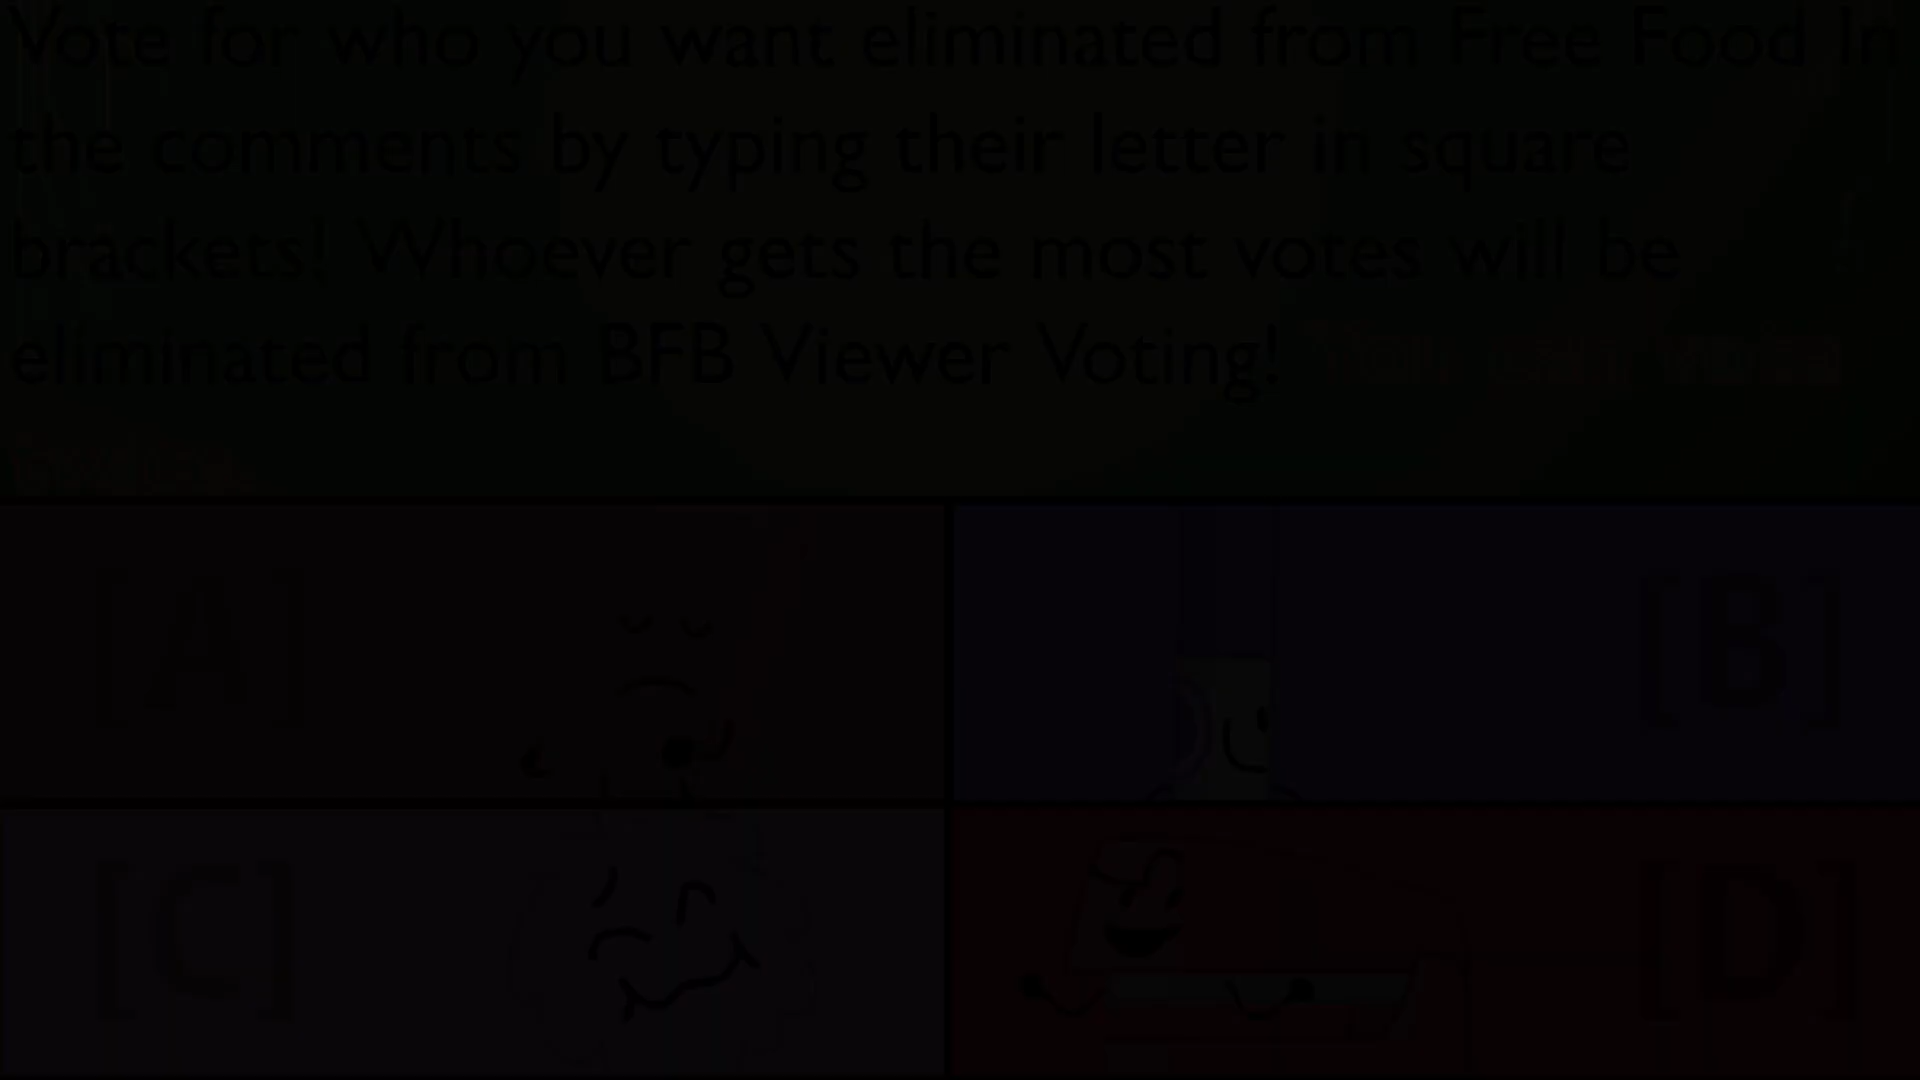 Vote for who you want eliminated from Free Food In
the comments by typing their letter in square
brackets! Whoever gets the most votes will be
eliminated from BFB Viewer Voting!
[A]
[B]
[C]
[D]